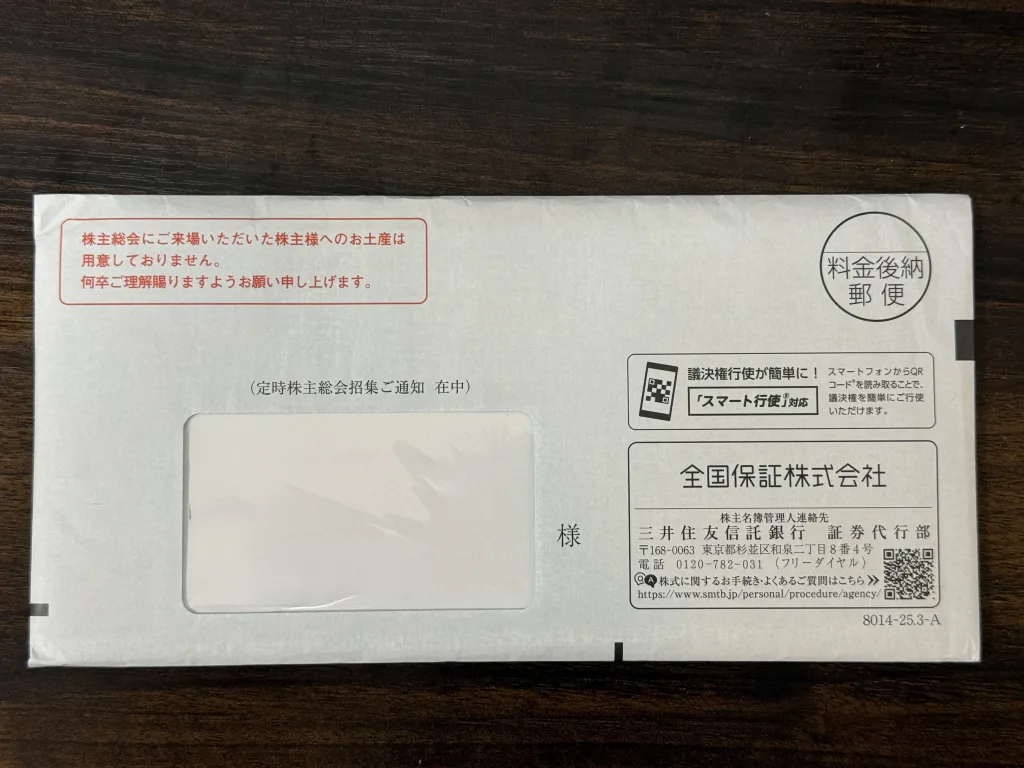 株主総会にご来場いただいた株主様へのお土産は
用意しておりません。
何卒ご理解賜りますようお願い申し上げます。
料金後納
郵便
(定時株主総会招集ご通知 在中)
様
議決権行使が簡単に!
「スマート行使」®対応
スマートフォンからQR
コード®を読み取ることで、
議決権を簡単にご行使
いただけます。
全国保証株式会社
株主名簿管理人連絡先
三井住友信託銀行 証券代行部
〒168-0063 東京都杉並区和泉二丁目8番4号
電話 0120-782-031 (フリーダイヤル)
QA 株式に関するお手続き・よくあるご質問はこちら
https://www.smtb.jp/personal/procedure/agency/
8014-25.3-A